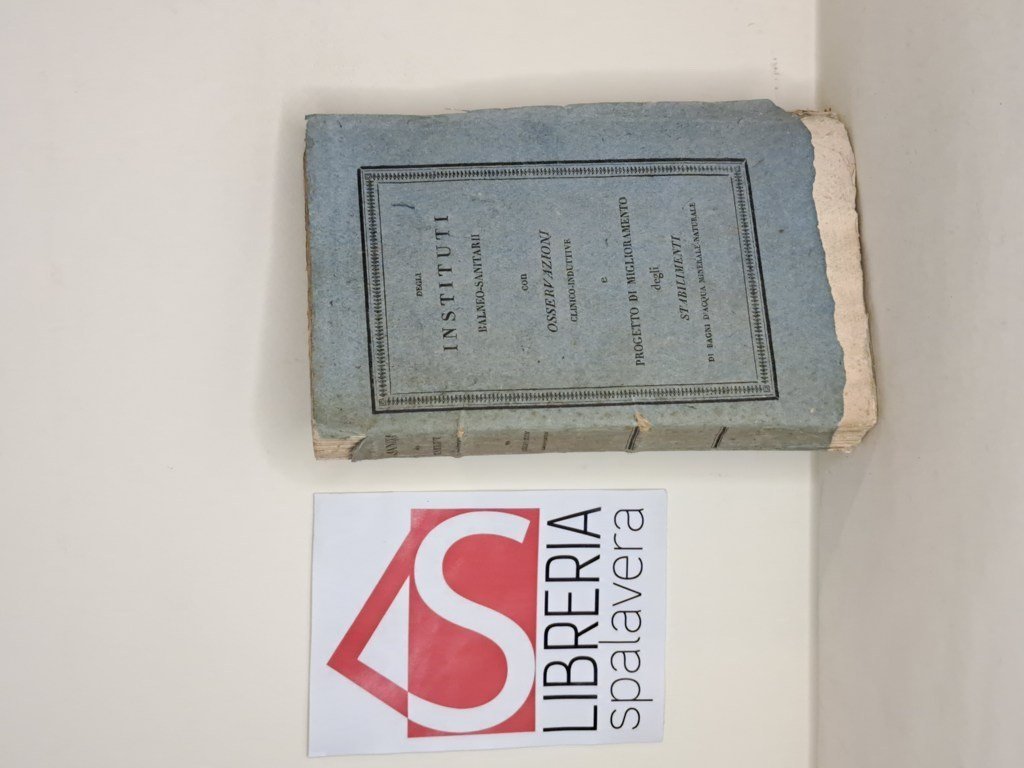 DEGLI
INSTITUTI
BALNEO-SANITARII
con
OSSERVAZIONI
CLINICO-INDUTTIVE
e
PROGETTO DI MIGLIORAMENTO
degli
STABILIMENTI
DI BAGNI D'ACQUA MINERALE-NATURALE
LIBRERIA
spalavera